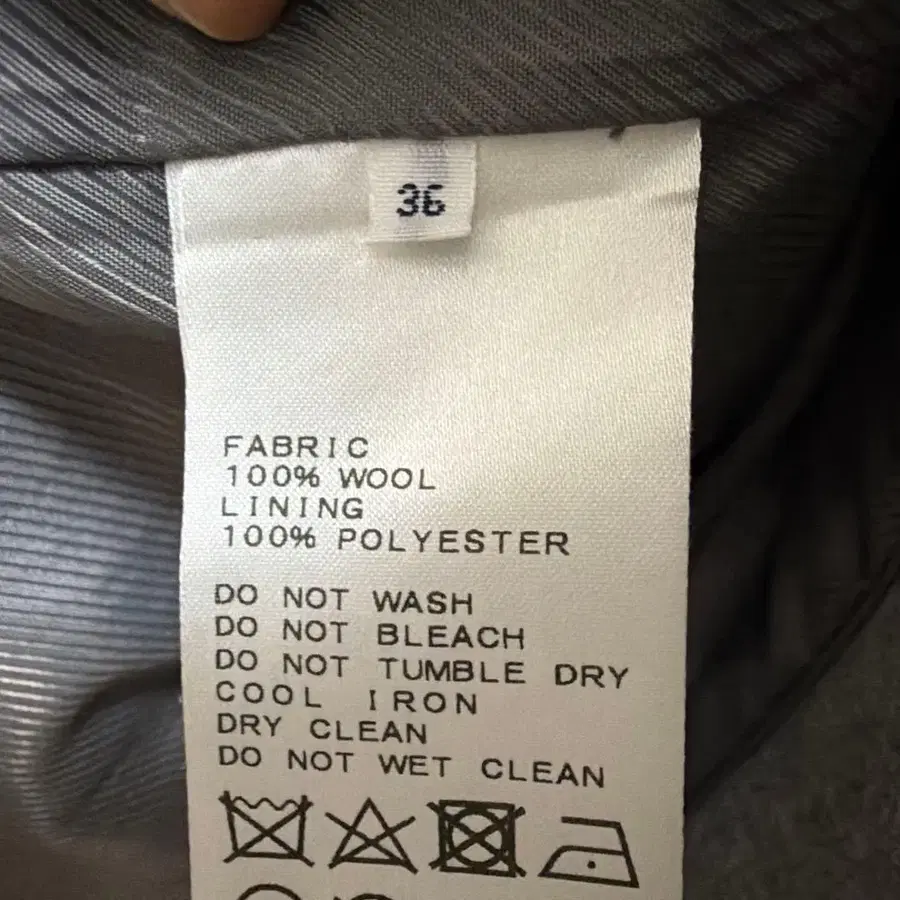 36
FABRIC
100% WOOL
LINING
100% POLYESTER
DO NOT WASH
DO NOT BLEACH
DO NOT TUMBLE DRY
COOL IRON
DRY CLEAN
DO NOT WET CLEAN